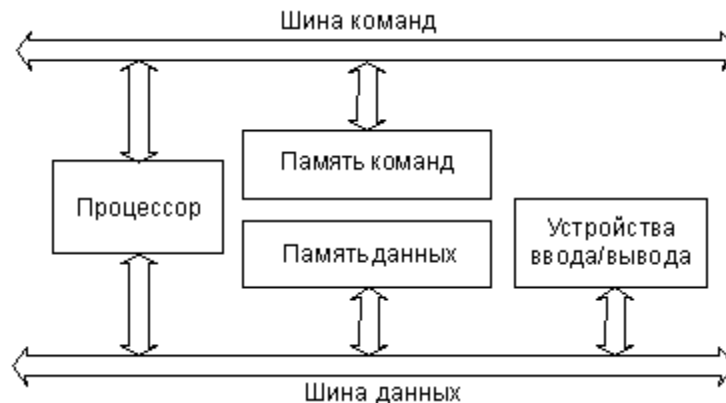 Шина команд
Память команд
Процессор
Память данных
Устройства
ввода/вывода
Шина данных